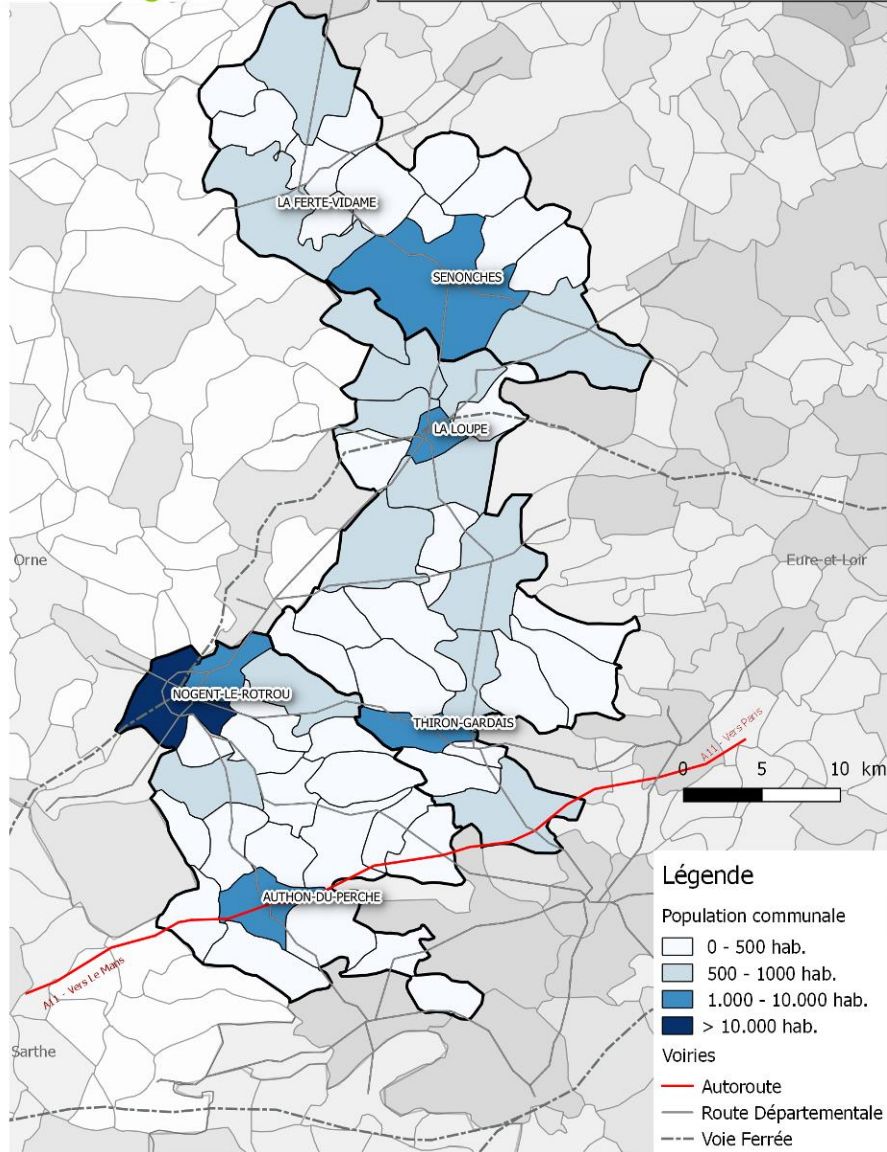 LA FERTE-VIDAME
SENONCHES
LA LOUPE
Orne
Eure-et-Loir
NOGENT-LE-ROTROU
THIRON-GARDAIS
A11 - Vers Paris
0 5 10 km
AUTHON-DU-PERCHE
A11 - Vers Le Mans
Sarthe
Légende
Population communale
0 - 500 hab.
500 - 1000 hab.
1.000 - 10.000 hab.
> 10.000 hab.
Voiries
Autoroute
Route Départementale
Voie Ferrée